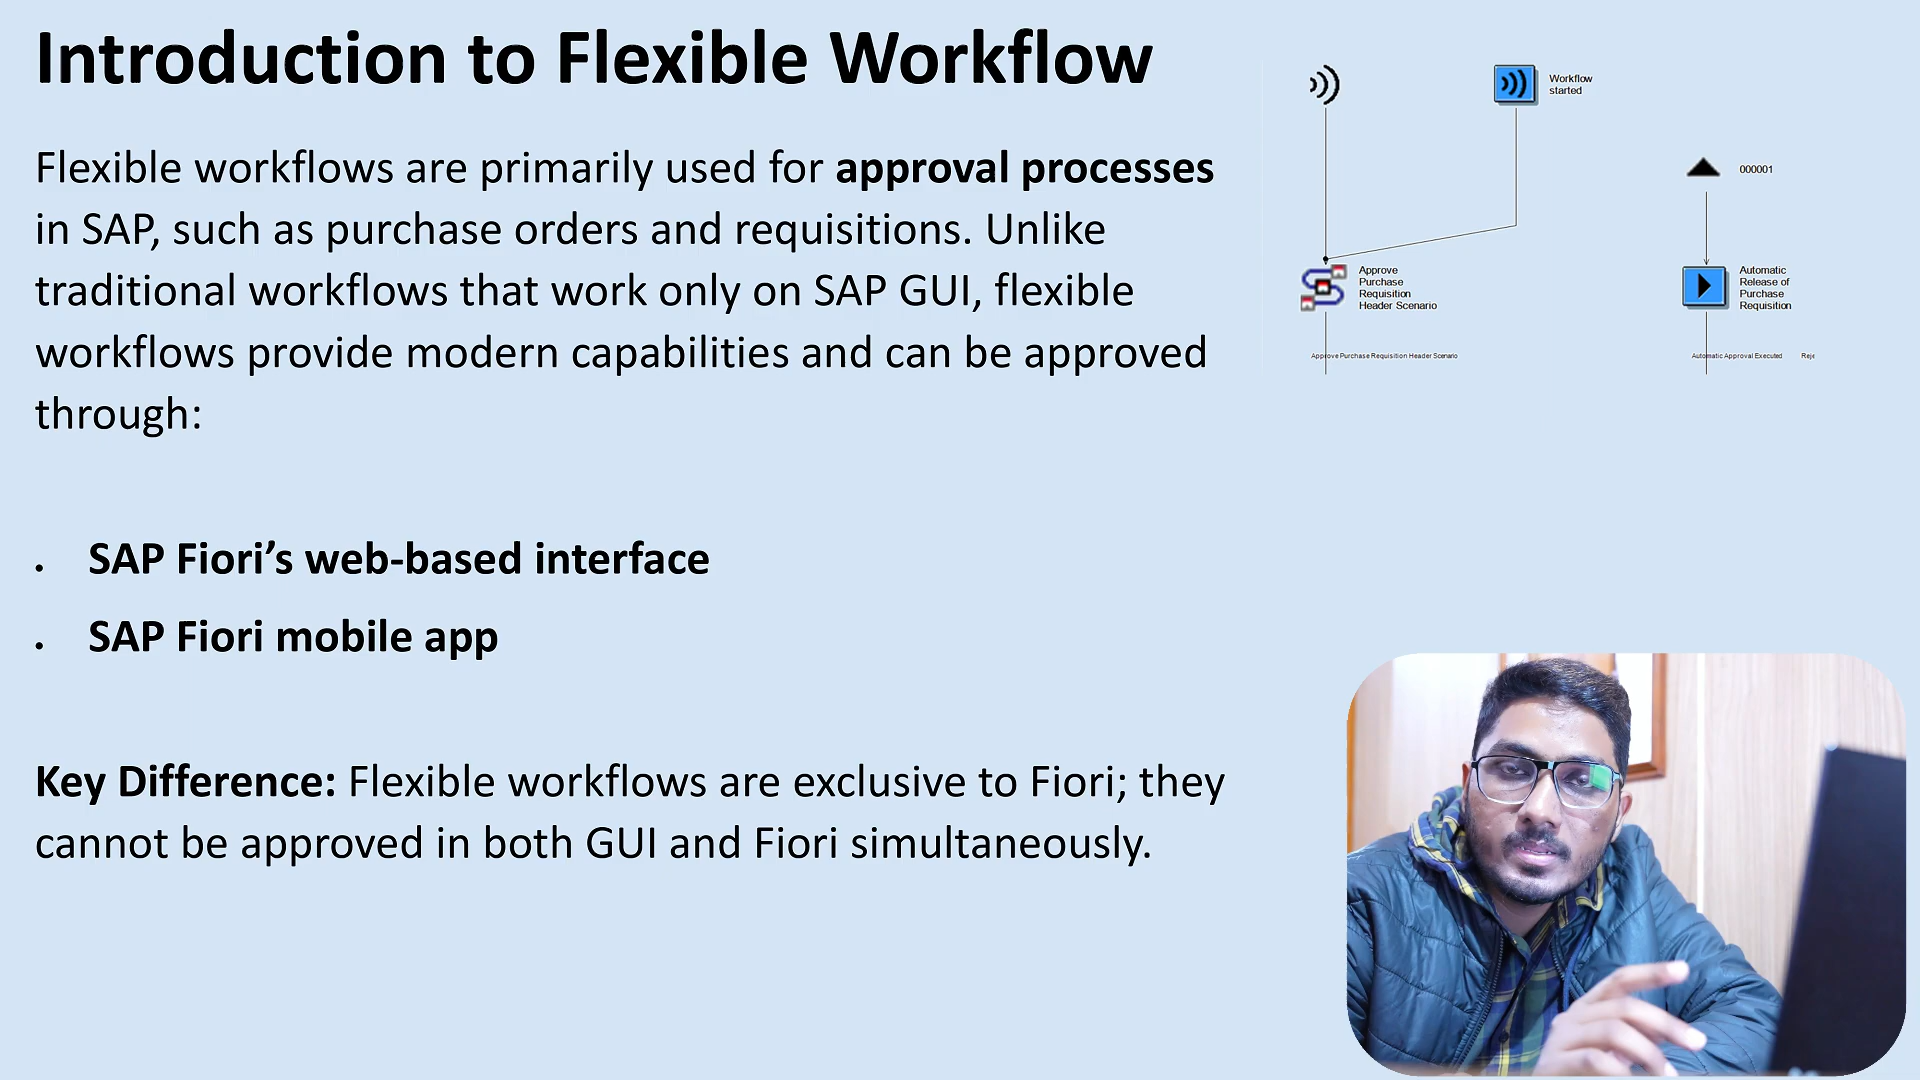 Introduction to Flexible Workflow
Flexible workflows are primarily used for approval processes
in SAP, such as purchase orders and requisitions. Unlike
traditional workflows that work only on SAP GUI, flexible
workflows provide modern capabilities and can be approved
through:
• SAP Fiori’s web-based interface
• SAP Fiori mobile app
Key Difference: Flexible workflows are exclusive to Fiori; they
cannot be approved in both GUI and Fiori simultaneously.
Workflow
started
000001
Approve
Purchase
Requisition
Header Scenario
Automatic
Release of
Purchase
Requisition
Approve Purchase Requisition Header Scenario
Automatic Approval Executed
Reje